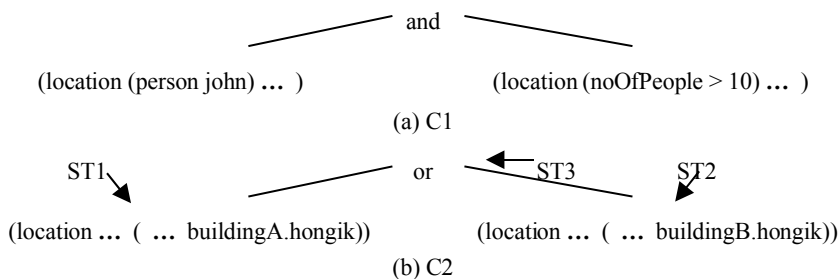 and
(location (person john) … ) (location (noOfPeople > 10) … )
(a) C1
ST1 or ST3 ST2
(location … ( … buildingA.hongik)) (location … ( … buildingB.hongik))
(b) C2